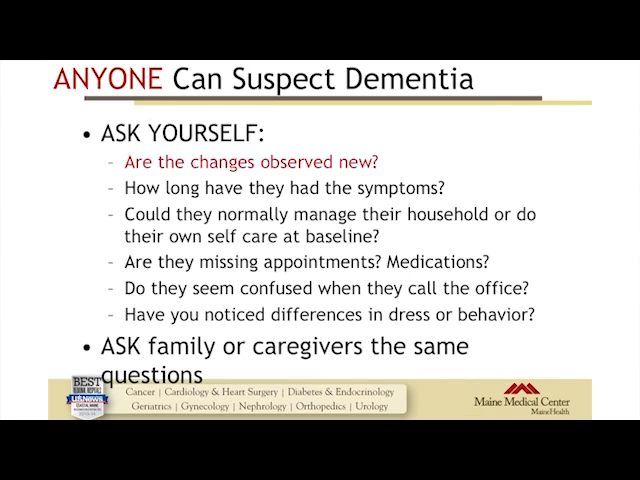 ANYONE Can Suspect Dementia
• ASK YOURSELF:
– Are the changes observed new?
– How long have they had the symptoms?
– Could they normally manage their household or do
their own self care at baseline?
– Are they missing appointments? Medications?
– Do they seem confused when they call the office?
– Have you noticed differences in dress or behavior?
• ASK family or caregivers the same
questions
BEST
REGIONAL HOSPITALS
U.S. News
Cancer | Cardiology & Heart Surgery | Diabetes & Endocrinology
Geriatrics | Gynecology | Nephrology | Orthopedics | Urology
Maine Medical Center
MaineHealth